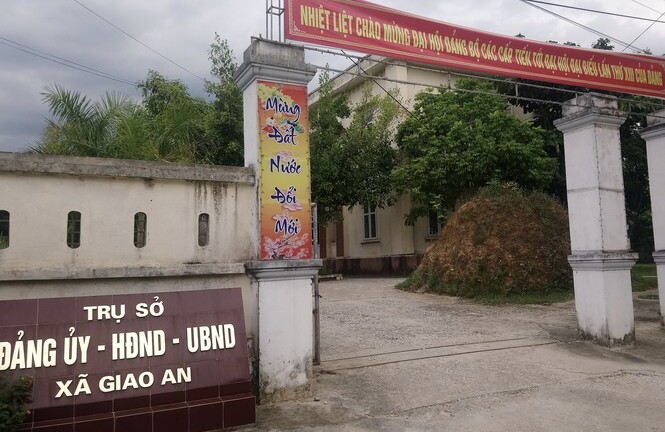 NHIỆT LIỆT CHÀO MỪNG ĐẠI HỘI ĐẢNG BỘ CÁC CẤP TIẾN TỚI ĐẠI HỘI ĐẠI BIỂU LẦN THỨ XIII CỦA ĐẢNG
Mừng
Đất
Nước
Đổi
Mới
TRỤ SỞ
ĐẢNG ỦY - HĐND - UBND
XÃ GIAO AN